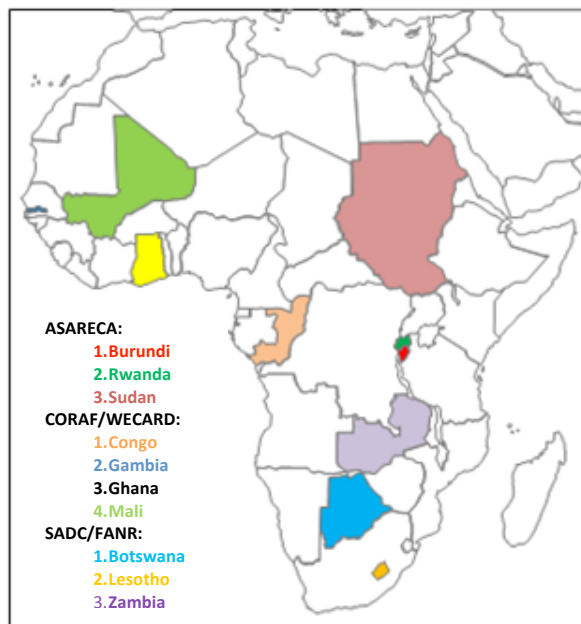 ASARECA:
1.Burundi
2.Rwanda
3.Sudan
CORAF/WECARD:
1.Congo
2.Gambia
3.Ghana
4.Mali
SADC/FANR:
1.Botswana
2.Lesotho
3.Zambia